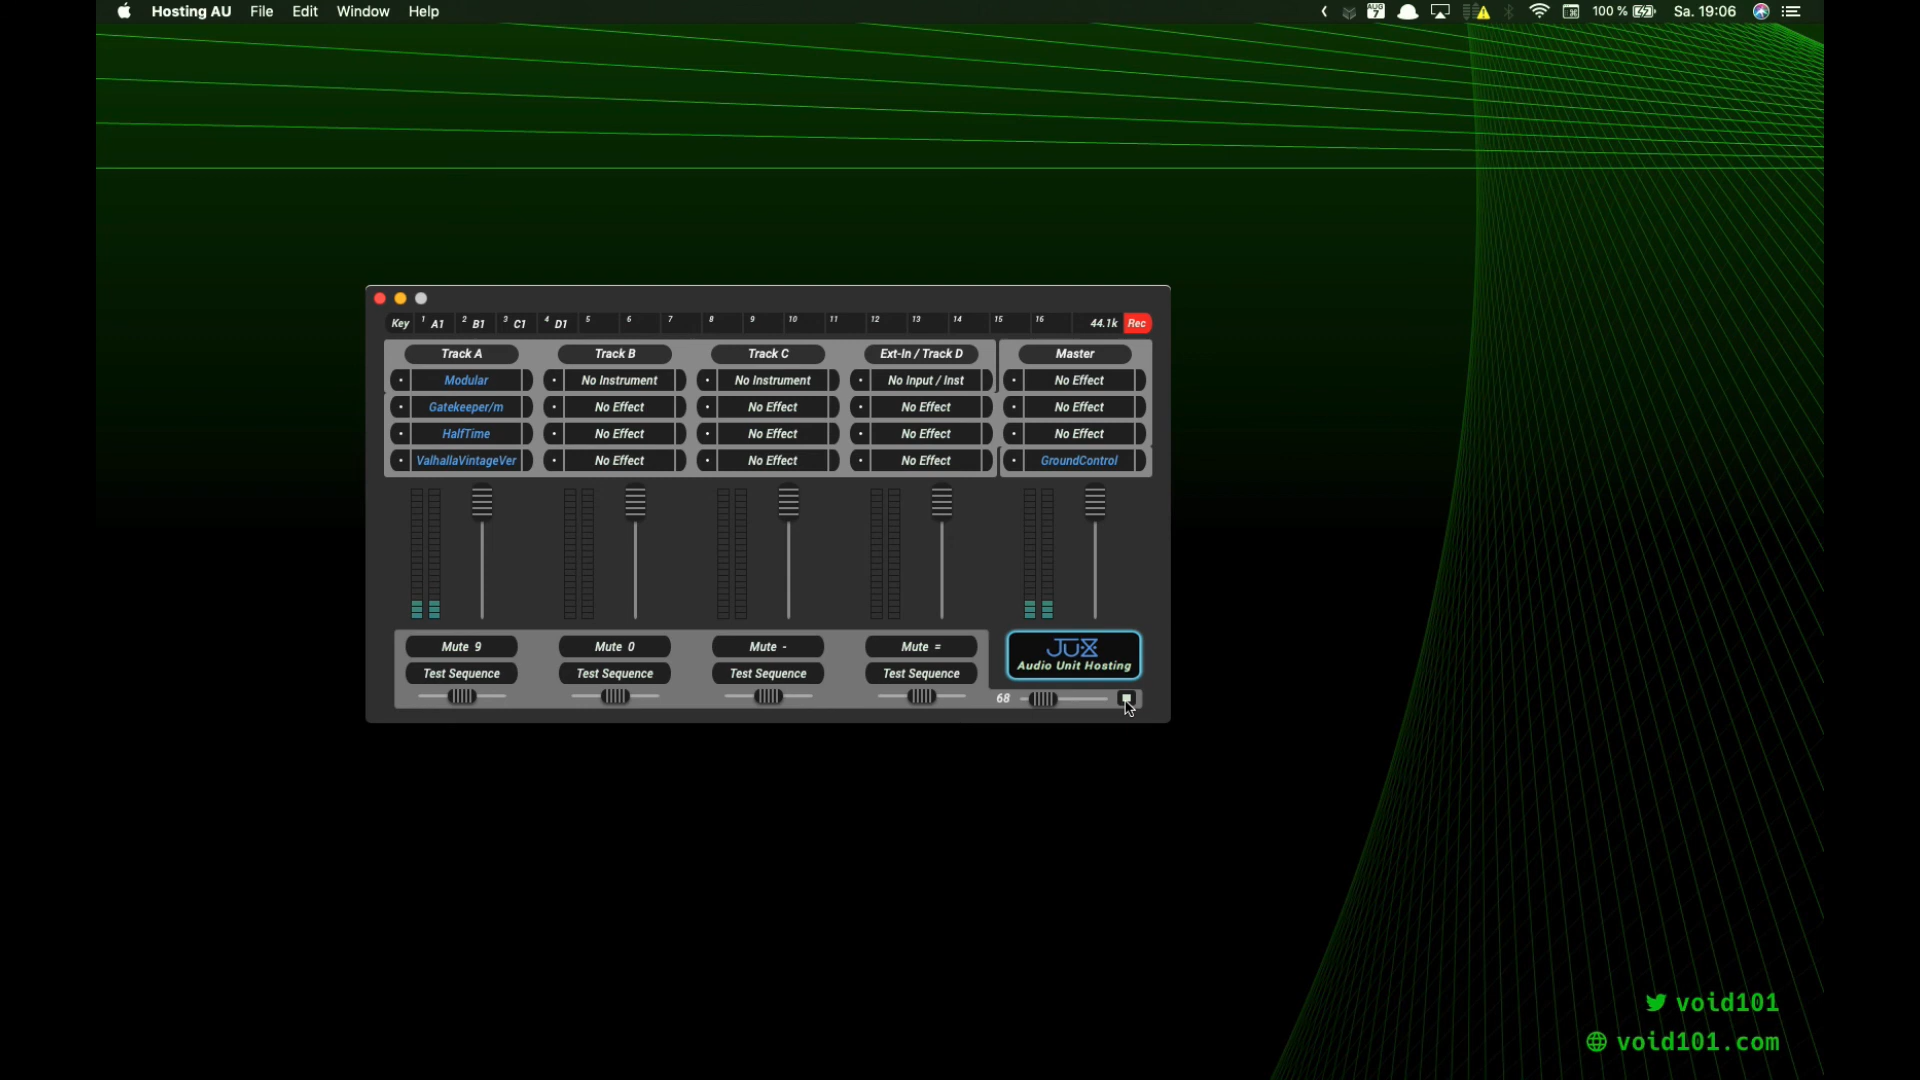 Hosting AU File Edit Window Help
AUG 7 100 % Sa. 19:06
Key 1 A1 2 B1 3 C1 4 D1 5 6 7 8 9 10 11 12 13 14 15 16 44.1k Rec
Track A Track B Track C Ext-In / Track D Master
Modular No Instrument No Instrument No Input / Inst No Effect
Gatekeeper/m No Effect No Effect No Effect No Effect
HalfTime No Effect No Effect No Effect No Effect
ValhallaVintageVer No Effect No Effect No Effect GroundControl
Mute 9 Mute 0 Mute - Mute =
JUX
Audio Unit Hosting
Test Sequence Test Sequence Test Sequence Test Sequence
68
void101
void101.com